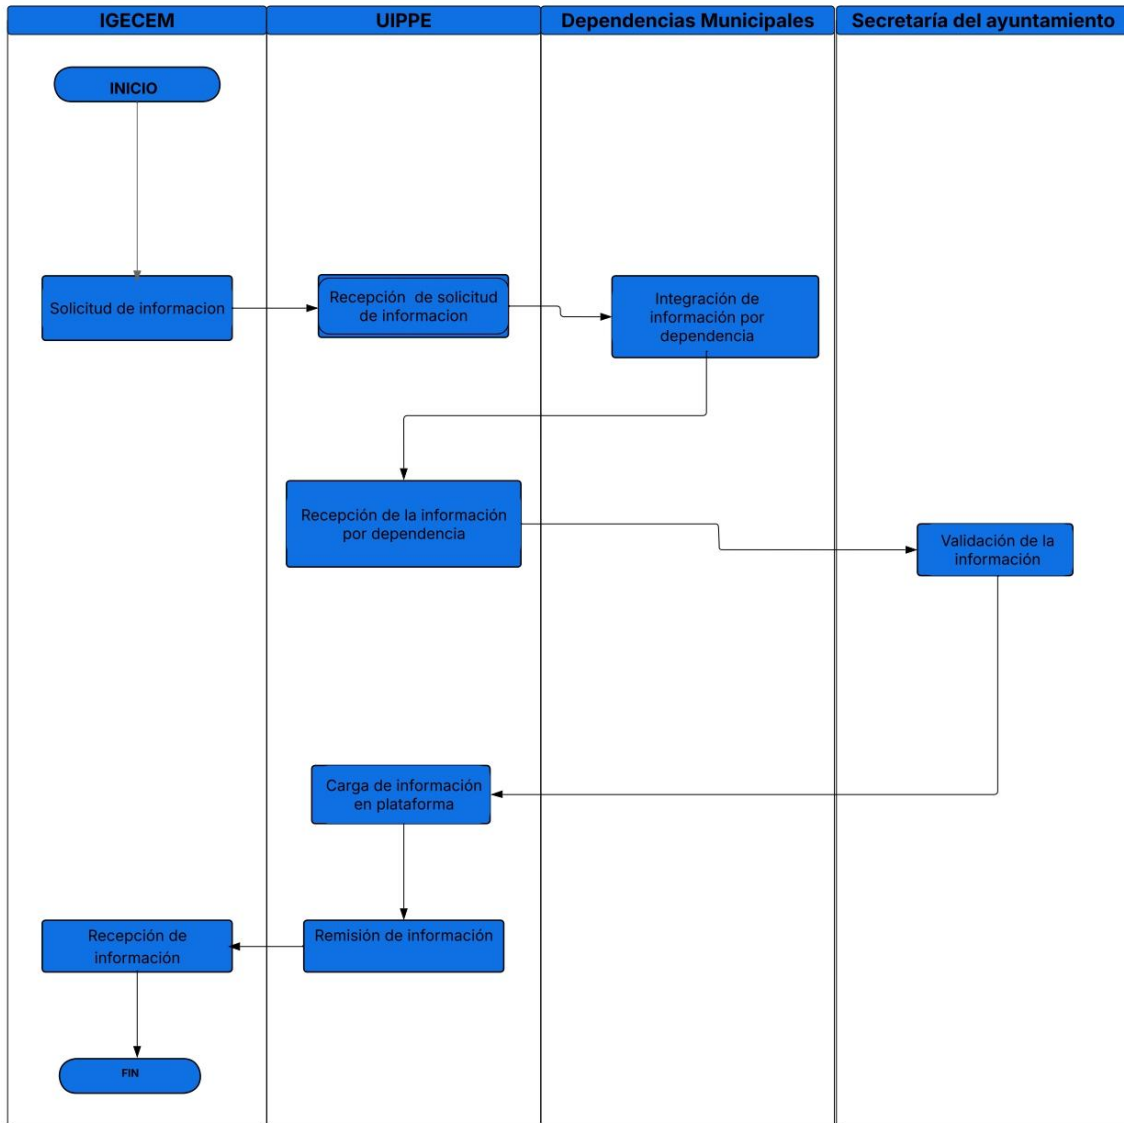 IGECEM
UIPPE
Dependencias Municipales
Secretaría del ayuntamiento
INICIO
Solicitud de informacion
Recepción de solicitud
de informacion
Integración de
información por
dependencia
Recepción de la información
por dependencia
Validación de la
información
Carga de información
en plataforma
Remisión de información
Recepción de
información
FIN